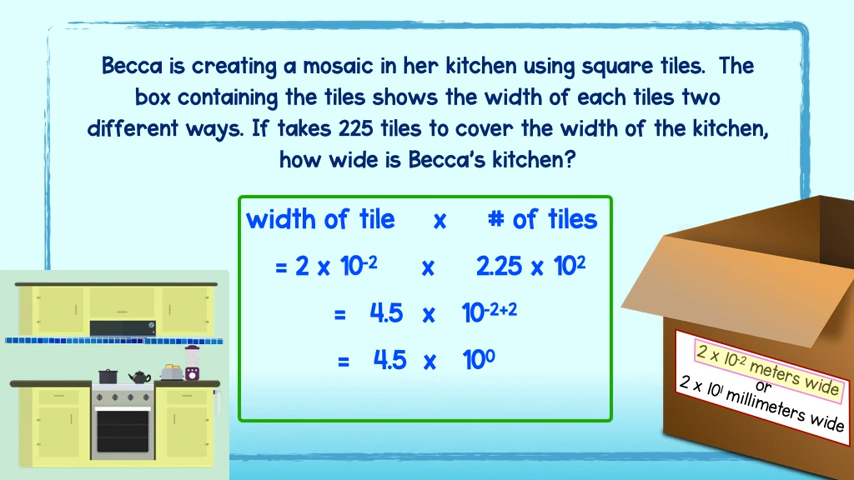 Becca is creating a mosaic in her kitchen using square tiles. The
box containing the tiles shows the width of each tiles two
different ways. If takes 225 tiles to cover the width of the kitchen,
how wide is Becca's kitchen?
width of tile x # of tiles
= 2 x 10⁻² x 2.25 x 10²
= 4.5 x 10⁻²⁺²
= 4.5 x 10⁰
2 x 10⁻² meters wide
or
2 x 10¹ millimeters wide